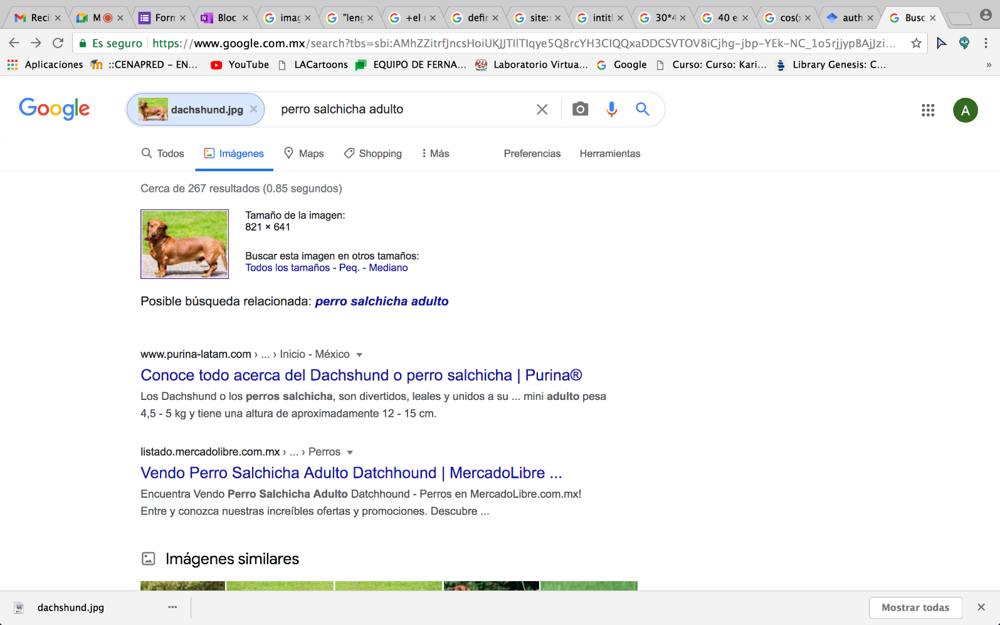 Reci
M
Form
Bloc
imag
"leng
+el u
defin
site:r
intitl
30*4
40 e
cos(x
auth
Busc
Es seguro
https://www.google.com.mx/search?tbs=sbi:AMhZZitrfJncsHoiUKJJTIlTIqye5Q8rcYH3CIQQxaDDCSVTOV8iCjhg-jbp-YEk-NC_1o5rjjypBAjJzi...
Aplicaciones
::CENAPRED – EN...
YouTube
LACartoons
EQUIPO DE FERNA...
Laboratorio Virtua...
Google
Curso: Curso: Kari...
Library Genesis: C...
»
Google
dachshund.jpg
perro salchicha adulto
A
Todos
Imágenes
Maps
Shopping
Más
Preferencias
Herramientas
Cerca de 267 resultados (0.85 segundos)
Tamaño de la imagen:
821 × 641
Buscar esta imagen en otros tamaños:
Todos los tamaños - Peq. - Mediano
Posible búsqueda relacionada: perro salchicha adulto
www.purina-latam.com › ... › Inicio - México
Conoce todo acerca del Dachshund o perro salchicha | Purina®
Los Dachshund o los perros salchicha, son divertidos, leales y unidos a su ... mini adulto pesa
4,5 - 5 kg y tiene una altura de aproximadamente 12 - 15 cm.
listado.mercadolibre.com.mx › ... › Perros
Vendo Perro Salchicha Adulto Datchhound | MercadoLibre ...
Encuentra Vendo Perro Salchicha Adulto Datchhound - Perros en MercadoLibre.com.mx!
Entre y conozca nuestras increíbles ofertas y promociones. Descubre ...
Imágenes similares
dachshund.jpg
Mostrar todas